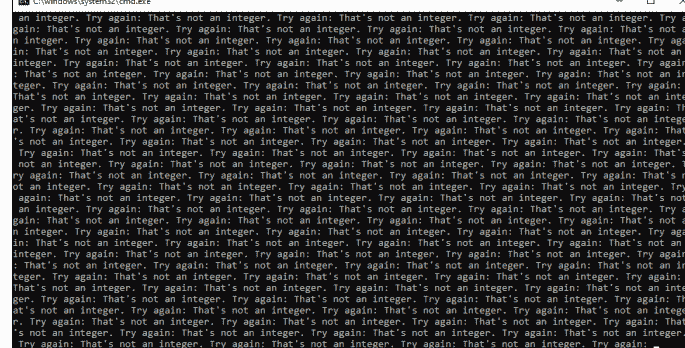 C:\windows\system32\cmd.exe
an integer. Try again: That's not an integer. Try again: That's not an integer. Try again: That's not an integer. Try a
gain: That's not an integer. Try again: That's not an integer. Try again: That's not an integer. Try again: That's not a
n integer. Try again: That's not an integer. Try again: That's not an integer. Try again: That's not an integer. Try aga
in: That's not an integer. Try again: That's not an integer. Try again: That's not an integer. Try again: That's not an
integer. Try again: That's not an integer. Try again: That's not an integer. Try again: That's not an integer. Try again
: That's not an integer. Try again: That's not an integer. Try again: That's not an integer. Try again: That's not an in
teger. Try again: That's not an integer. Try again: That's not an integer. Try again: That's not an integer. Try again:
That's not an integer. Try again: That's not an integer. Try again: That's not an integer. Try again: That's not an inte
ger. Try again: That's not an integer. Try again: That's not an integer. Try again: That's not an integer. Try again: Th
at's not an integer. Try again: That's not an integer. Try again: That's not an integer. Try again: That's not an intege
r. Try again: That's not an integer. Try again: That's not an integer. Try again: That's not an integer. Try again: That
's not an integer. Try again: That's not an integer. Try again: That's not an integer. Try again: That's not an integer.
Try again: That's not an integer. Try again: That's not an integer. Try again: That's not an integer. Try again: That's
not an integer. Try again: That's not an integer. Try again: That's not an integer. Try again: That's not an integer. T
ry again: That's not an integer. Try again: That's not an integer. Try again: That's not an integer. Try again: That's n
ot an integer. Try again: That's not an integer. Try again: That's not an integer. Try again: That's not an integer. Try
again: That's not an integer. Try again: That's not an integer. Try again: That's not an integer. Try again: That's not
an integer. Try again: That's not an integer. Try again: That's not an integer. Try again: That's not an integer. Try a
gain: That's not an integer. Try again: That's not an integer. Try again: That's not an integer. Try again: That's not a
n integer. Try again: That's not an integer. Try again: That's not an integer. Try again: That's not an integer. Try aga
in: That's not an integer. Try again: That's not an integer. Try again: That's not an integer. Try again: That's not an
integer. Try again: That's not an integer. Try again: That's not an integer. Try again: That's not an integer. Try again
: That's not an integer. Try again: That's not an integer. Try again: That's not an integer. Try again: That's not an in
teger. Try again: That's not an integer. Try again: That's not an integer. Try again: That's not an integer. Try again:
That's not an integer. Try again: That's not an integer. Try again: That's not an integer. Try again: That's not an inte
ger. Try again: That's not an integer. Try again: That's not an integer. Try again: That's not an integer. Try again: Th
at's not an integer. Try again: That's not an integer. Try again: That's not an integer. Try again: That's not an intege
r. Try again: That's not an integer. Try again: That's not an integer. Try again: That's not an integer. Try again: That
's not an integer. Try again: That's not an integer. Try again: That's not an integer. Try again: That's not an integer.
Try again: That's not an integer. Try again: That's not an integer. Try again: That's not an integer. Try again: